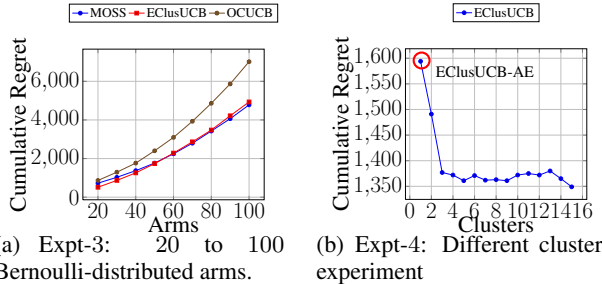 MOSS EClusUCB OCUCB
Cumulative Regret
6,000
4,000
2,000
0
20 40 60 80 100
Arms
(a) Expt-3: 20 to 100
Bernoulli-distributed arms.
EClusUCB
Cumulative Regret
1,600
1,550
1,500
1,450
1,400
1,350
EClusUCB-AE
0 2 4 6 8 10 12 14 16
Clusters
(b) Expt-4: Different cluster
experiment